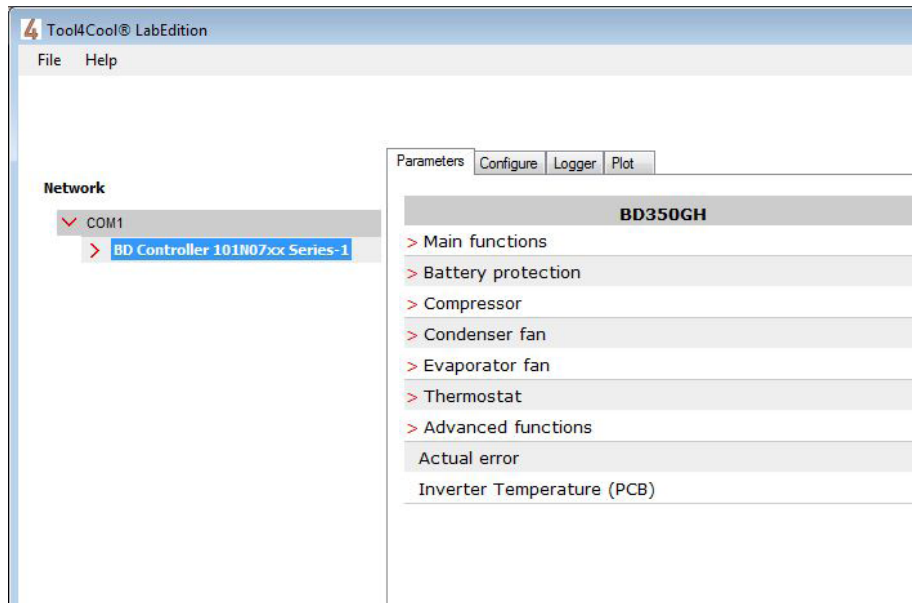 Tool4Cool® LabEdition
File Help
Parameters Configure Logger Plot
Network
COM1
BD Controller 101N07xx Series-1
BD350GH
> Main functions
> Battery protection
> Compressor
> Condenser fan
> Evaporator fan
> Thermostat
> Advanced functions
Actual error
Inverter Temperature (PCB)